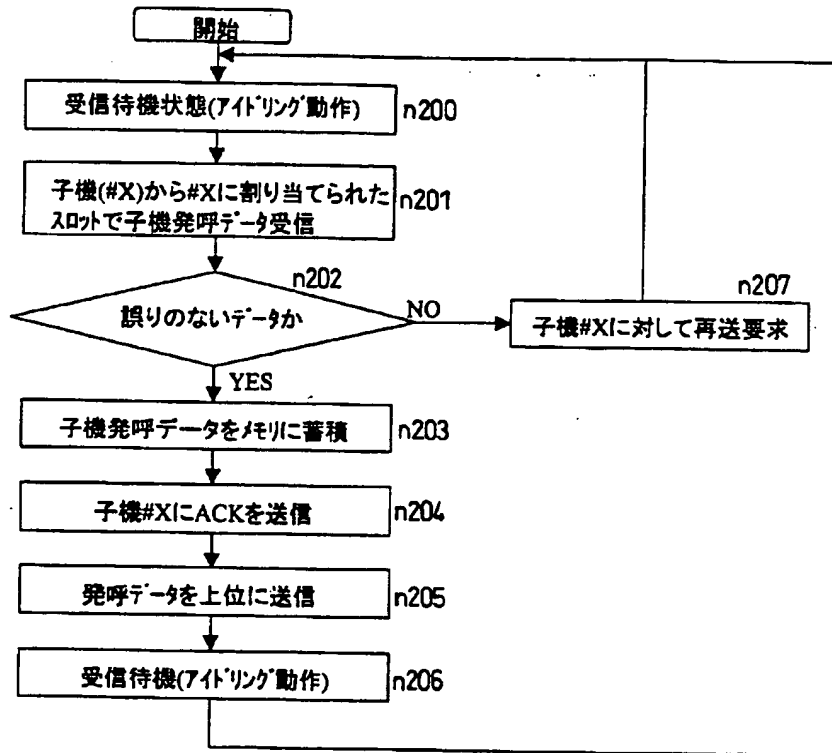 開始
受信待機状態(アイドリング動作)
n200
子機(#X)から#Xに割り当てられた
スロットで子機発呼データ受信
n201
n202
誤りのないデータか
NO
n207
子機#Xに対して再送要求
YES
子機発呼データをメモリに蓄積
n203
子機#XにACKを送信
n204
発呼データを上位に送信
n205
受信待機(アイドリング動作)
n206